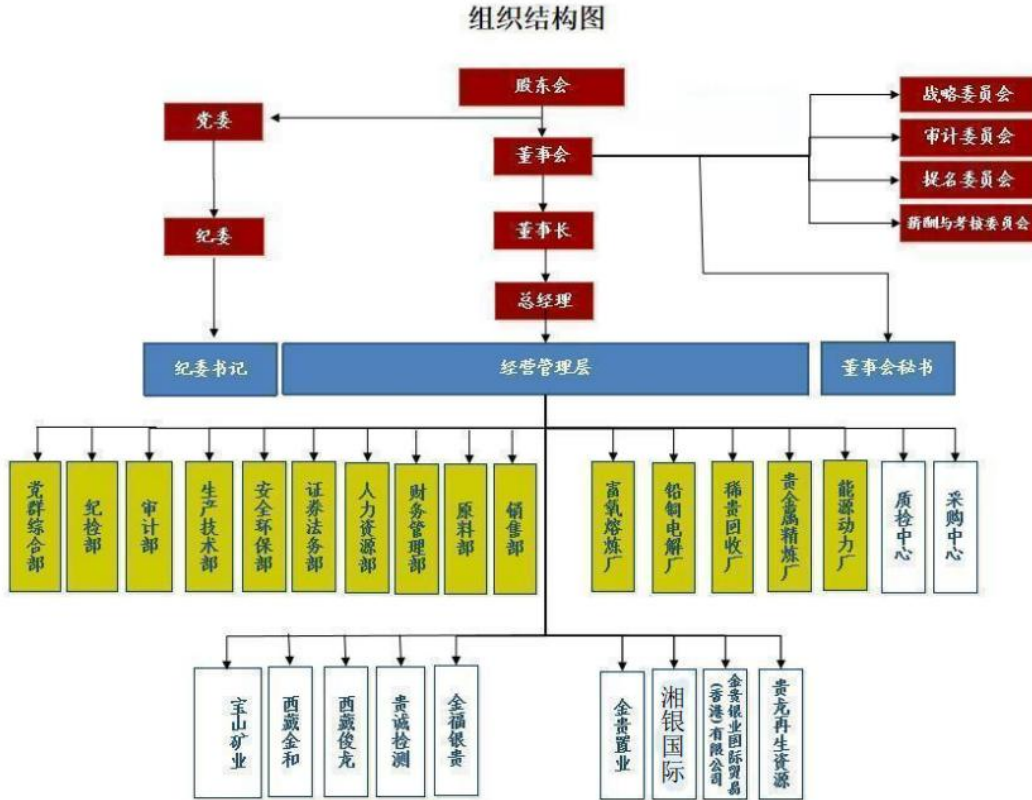 组织结构图
股东会
党委
董事会
战略委员会
审计委员会
提名委员会
薪酬与考核委员会
纪委
董事长
总经理
纪委书记
经营管理层
董事会秘书
党群综合部
纪检部
审计部
生产技术部
安全环保部
证券法务部
人力资源部
财务管理部
原料部
销售部
富氧熔炼厂
铅铜电解厂
稀贵回收厂
贵金属精炼厂
能源动力厂
质检中心
采购中心
宝山矿业
西藏金和
西藏俊龙
贵诚检测
金福银贵
金贵置业
湘银国际
金贵银业国际贸易
(香港)有限公司
贵龙再生资源